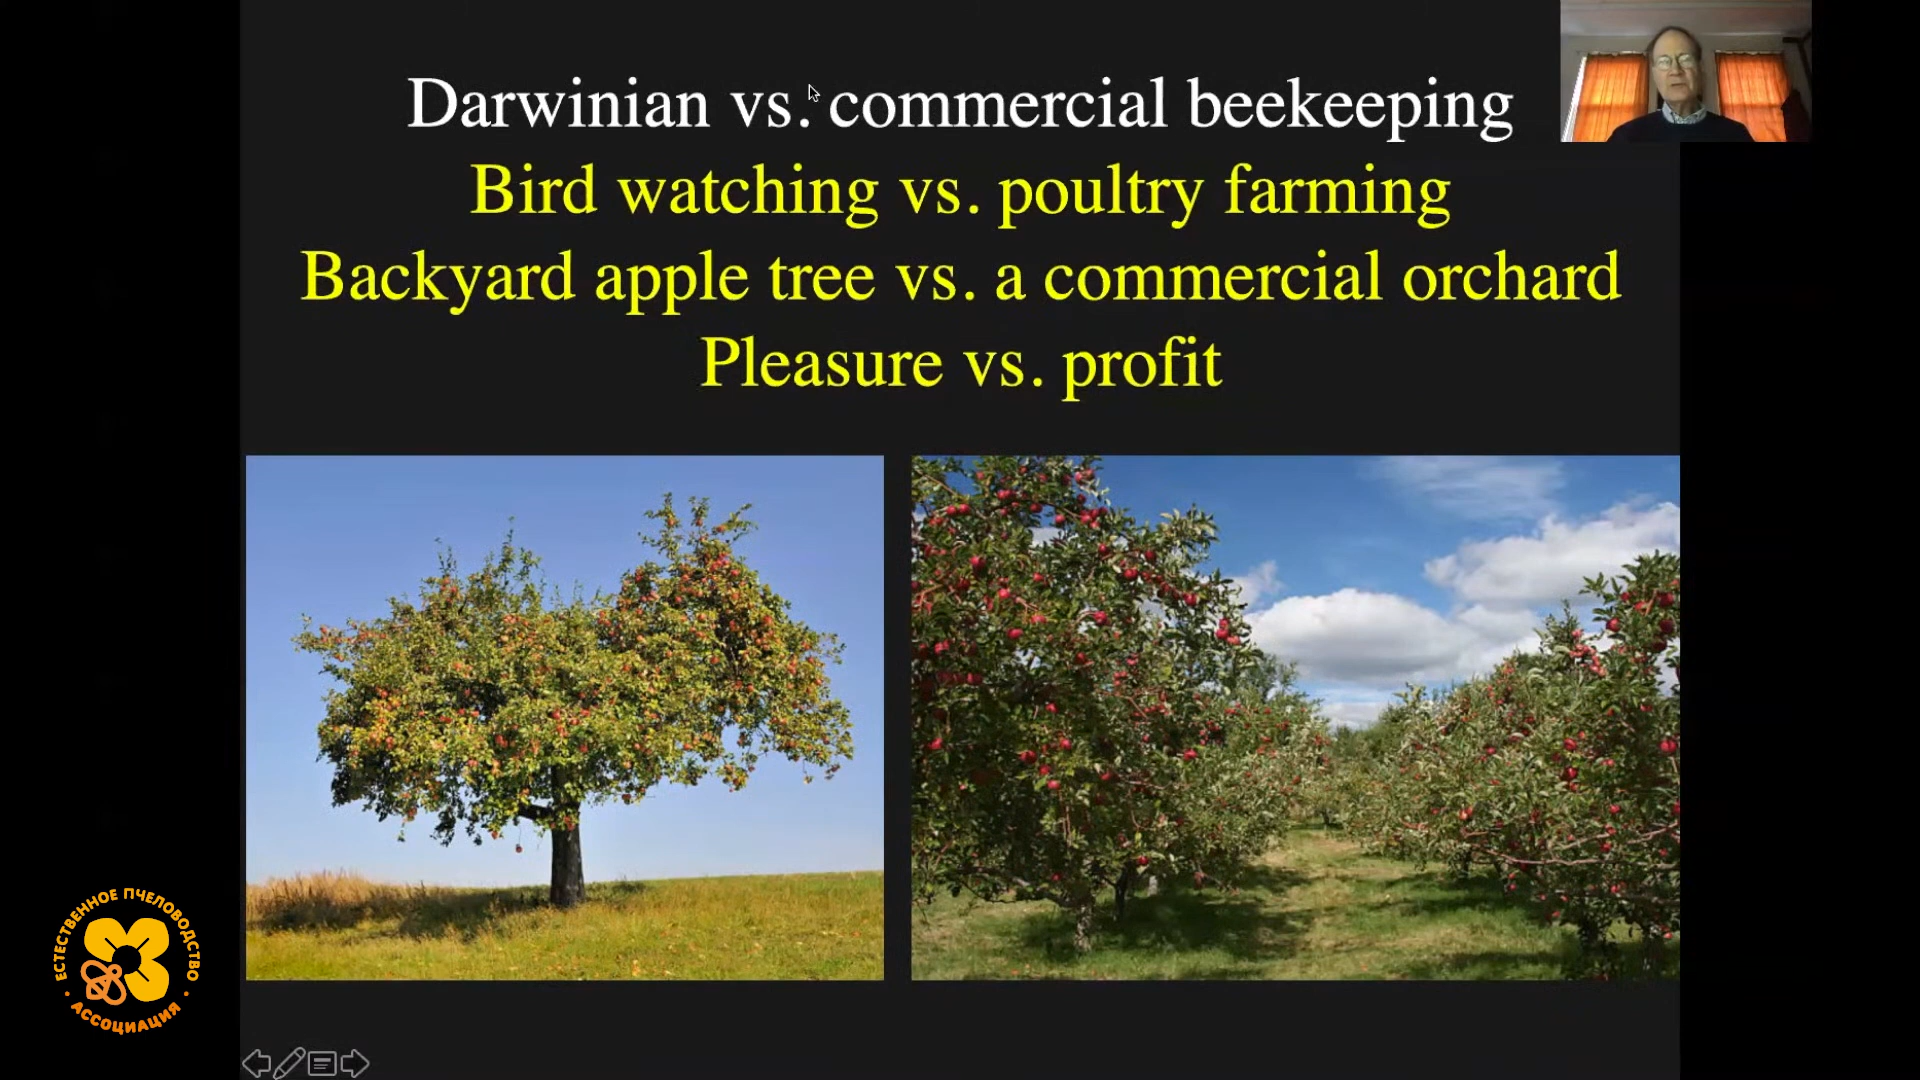 Darwinian vs. commercial beekeeping
Bird watching vs. poultry farming
Backyard apple tree vs. a commercial orchard
Pleasure vs. profit
ЕСТЕСТВЕННОЕ ПЧЕЛОВОДСТВО
АССОЦИАЦИЯ